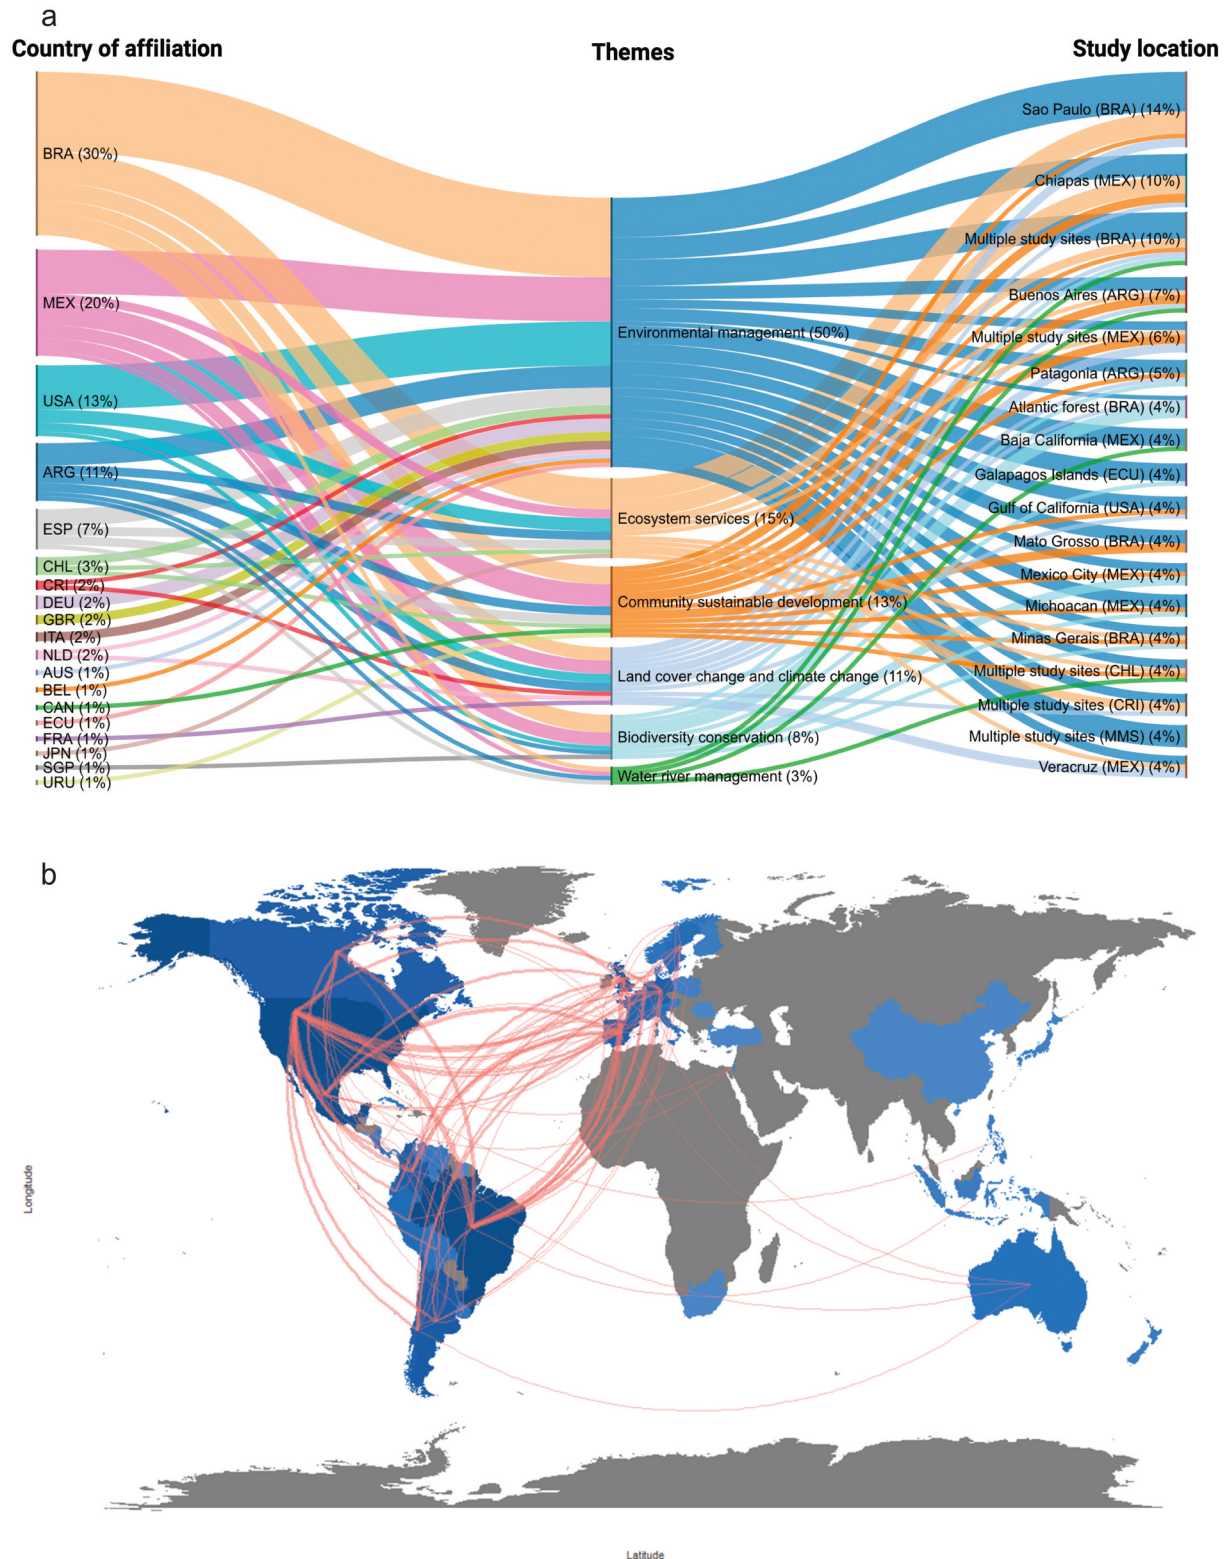 a
Country of affiliation
Themes
Study location
BRA (30%)
MEX (20%)
USA (13%)
ARG (11%)
ESP (7%)
CHL (3%)
CRI (2%)
DEU (2%)
GBR (2%)
ITA (2%)
NLD (2%)
AUS (1%)
BEL (1%)
CAN (1%)
ECU (1%)
FRA (1%)
JPN (1%)
SGP (1%)
URU (1%)
Environmental management (50%)
Ecosystem services (15%)
Community sustainable development (13%)
Land cover change and climate change (11%)
Biodiversity conservation (8%)
Water river management (3%)
Sao Paulo (BRA) (14%)
Chiapas (MEX) (10%)
Multiple study sites (BRA) (10%)
Buenos Aires (ARG) (7%)
Multiple study sites (MEX) (6%)
Patagonia (ARG) (5%)
Atlantic forest (BRA) (4%)
Baja California (MEX) (4%)
Galapagos Islands (ECU) (4%)
Gulf of California (USA) (4%)
Mato Grosso (BRA) (4%)
Mexico City (MEX) (4%)
Michoacan (MEX) (4%)
Minas Gerais (BRA) (4%)
Multiple study sites (CHL) (4%)
Multiple study sites (CRI) (4%)
Multiple study sites (MMS) (4%)
Veracruz (MEX) (4%)
b
Longitude
Latitude